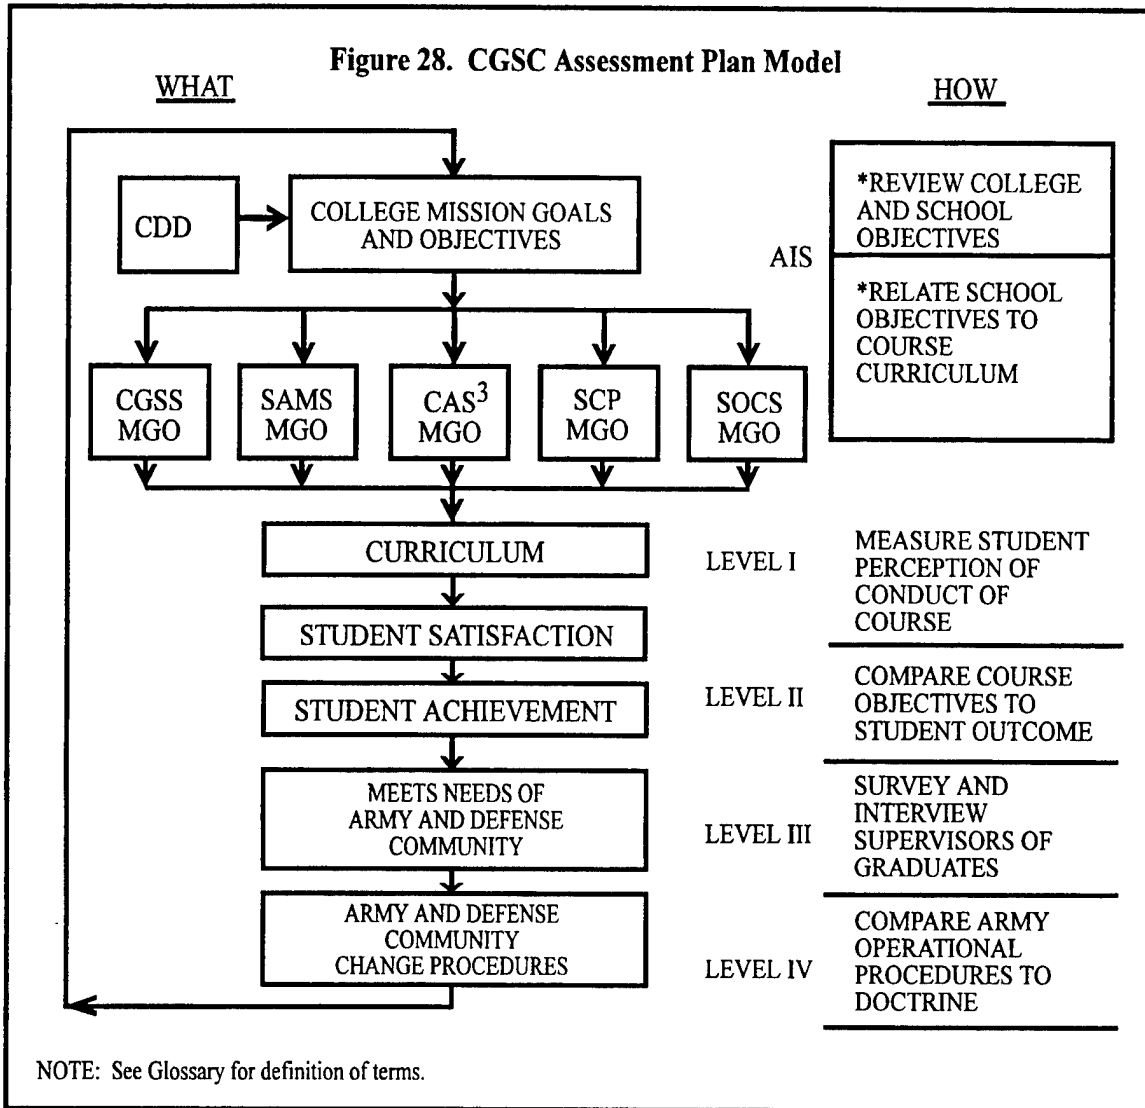 Figure 28. CGSC Assessment Plan Model
WHAT
HOW
CDD
COLLEGE MISSION GOALS
AND OBJECTIVES
AIS
*REVIEW COLLEGE
AND SCHOOL
OBJECTIVES
*RELATE SCHOOL
OBJECTIVES TO
COURSE
CURRICULUM
CGSS
MGO
SAMS
MGO
CAS³
MGO
SCP
MGO
SOCS
MGO
CURRICULUM
LEVEL I
MEASURE STUDENT
PERCEPTION OF
CONDUCT OF
COURSE
STUDENT SATISFACTION
STUDENT ACHIEVEMENT
LEVEL II
COMPARE COURSE
OBJECTIVES TO
STUDENT OUTCOME
MEETS NEEDS OF
ARMY AND DEFENSE
COMMUNITY
LEVEL III
SURVEY AND
INTERVIEW
SUPERVISORS OF
GRADUATES
ARMY AND DEFENSE
COMMUNITY
CHANGE PROCEDURES
LEVEL IV
COMPARE ARMY
OPERATIONAL
PROCEDURES TO
DOCTRINE
NOTE: See Glossary for definition of terms.